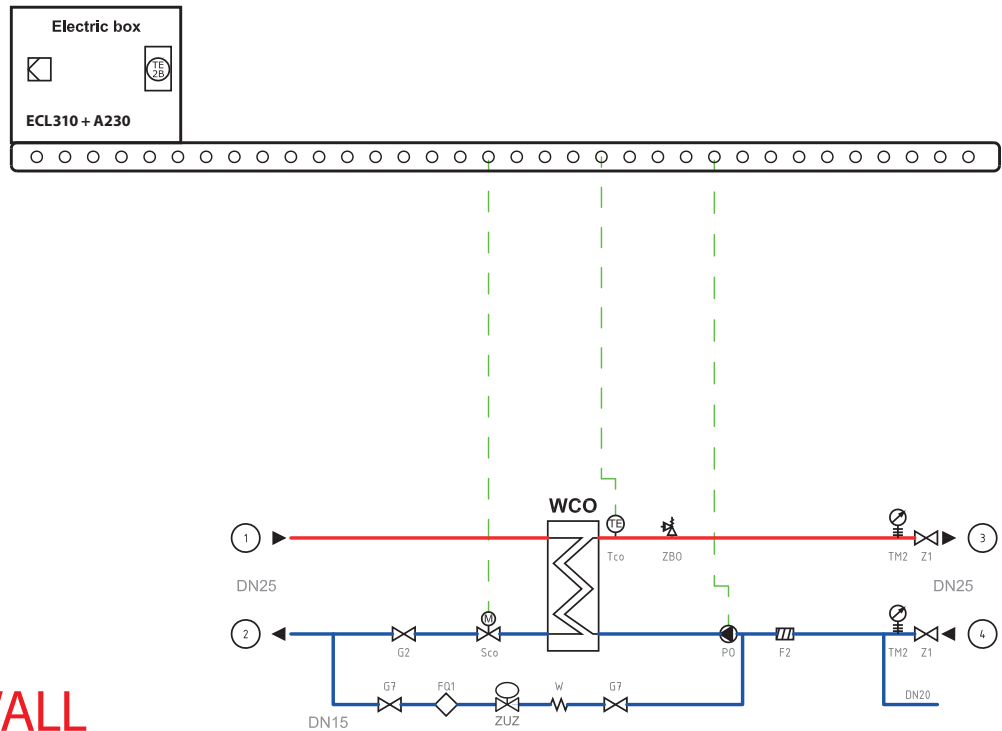 Electric box
TE
2B
ECL310 + A230
WCO
1
TE
3
Tco
ZBO
TM2
Z1
DN25
DN25
2
M
4
G2
Sco
PO
F2
TM2
Z1
G7
FQ1
W
G7
DN20
DN15
ZUZ